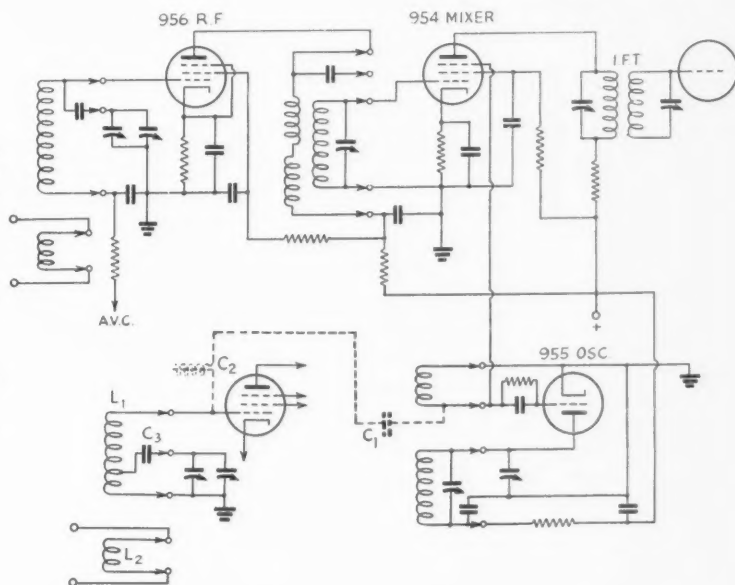 956 R.F
954 MIXER
I.F.T.
A.V.C.
+
955 OSC.
C2
L1
C3
C1
L2